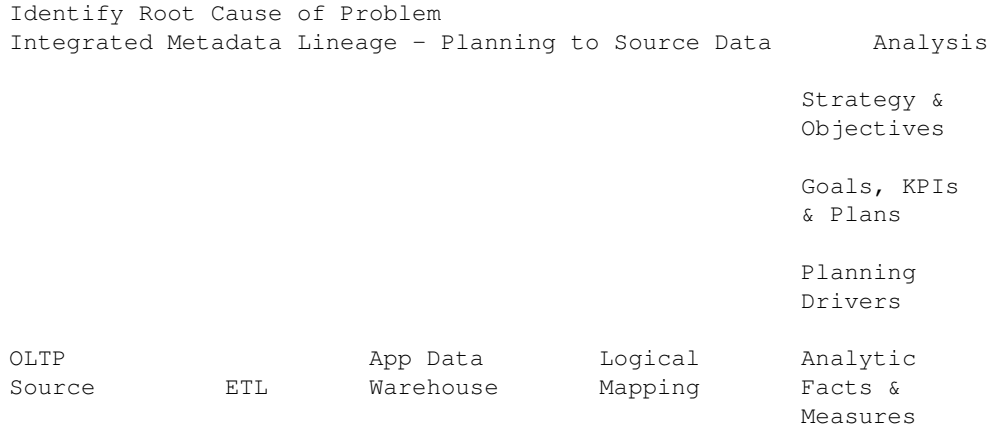 Identify Root Cause of Problem
Integrated Metadata Lineage – Planning to Source Data Analysis
Strategy &
Objectives
Goals, KPIs
& Plans
Planning
Drivers
OLTP App Data Logical Analytic
Source ETL Warehouse Mapping Facts &
Measures